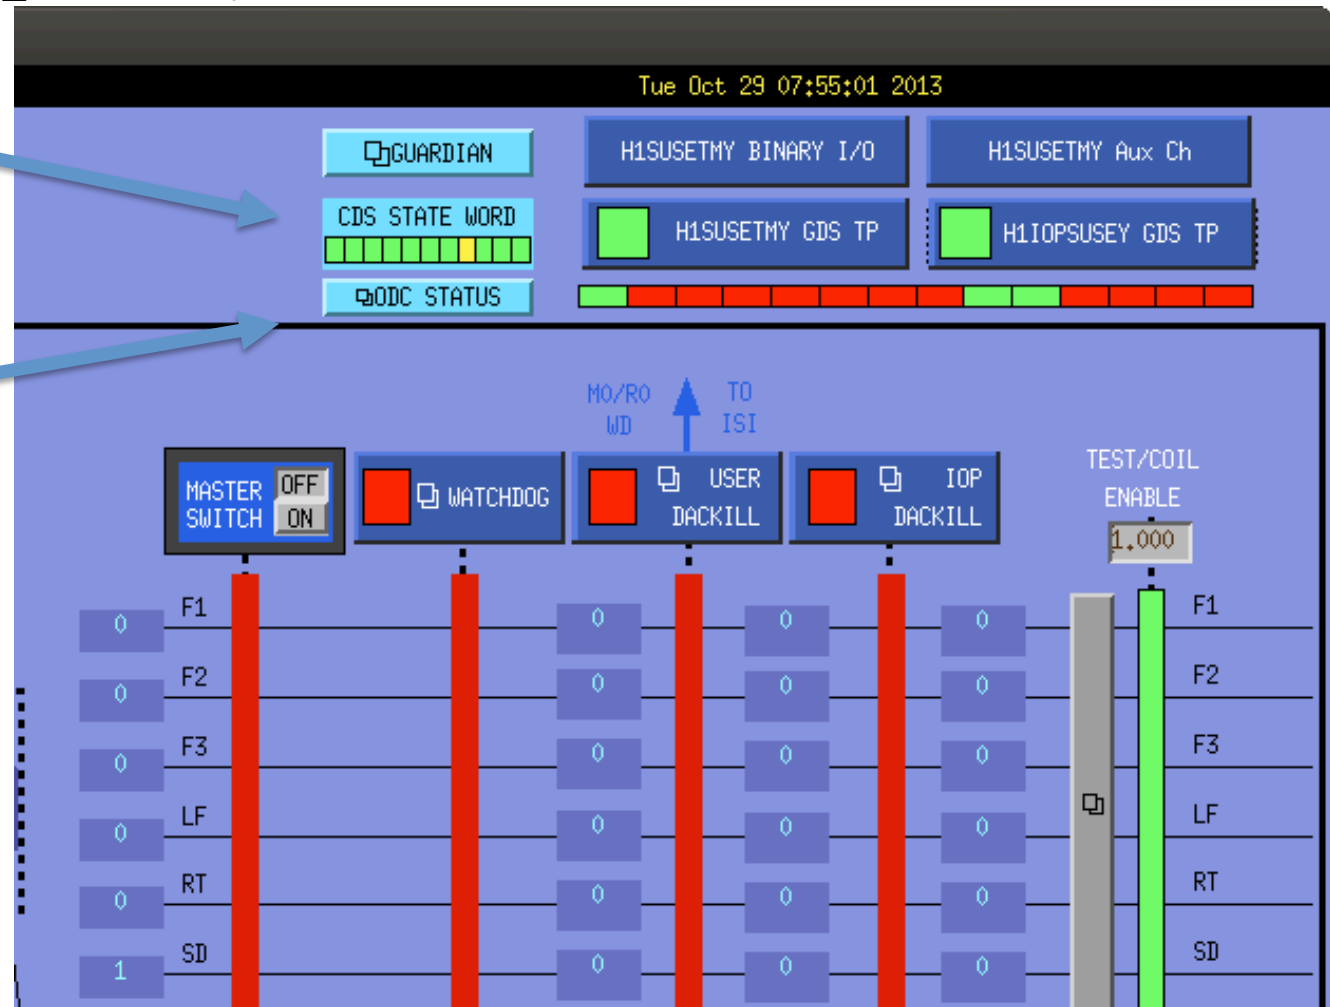 Tue Oct 29 07:55:01 2013
GUARDIAN
H1SUSETMY BINARY I/O
H1SUSETMY Aux Ch
CDS STATE WORD
H1SUSETMY GDS TP
H1IOPSUSEY GDS TP
ODC STATUS
M0/R0
WD
TO
ISI
MASTER
SWITCH
OFF
ON
WATCHDOG
USER
DACKILL
IOP
DACKILL
TEST/COIL
ENABLE
1.000
0 F1 0 0 0 F1
0 F2 0 0 0 F2
0 F3 0 0 0 F3
0 LF 0 0 0 LF
0 RT 0 0 0 RT
1 SD 0 0 0 SD